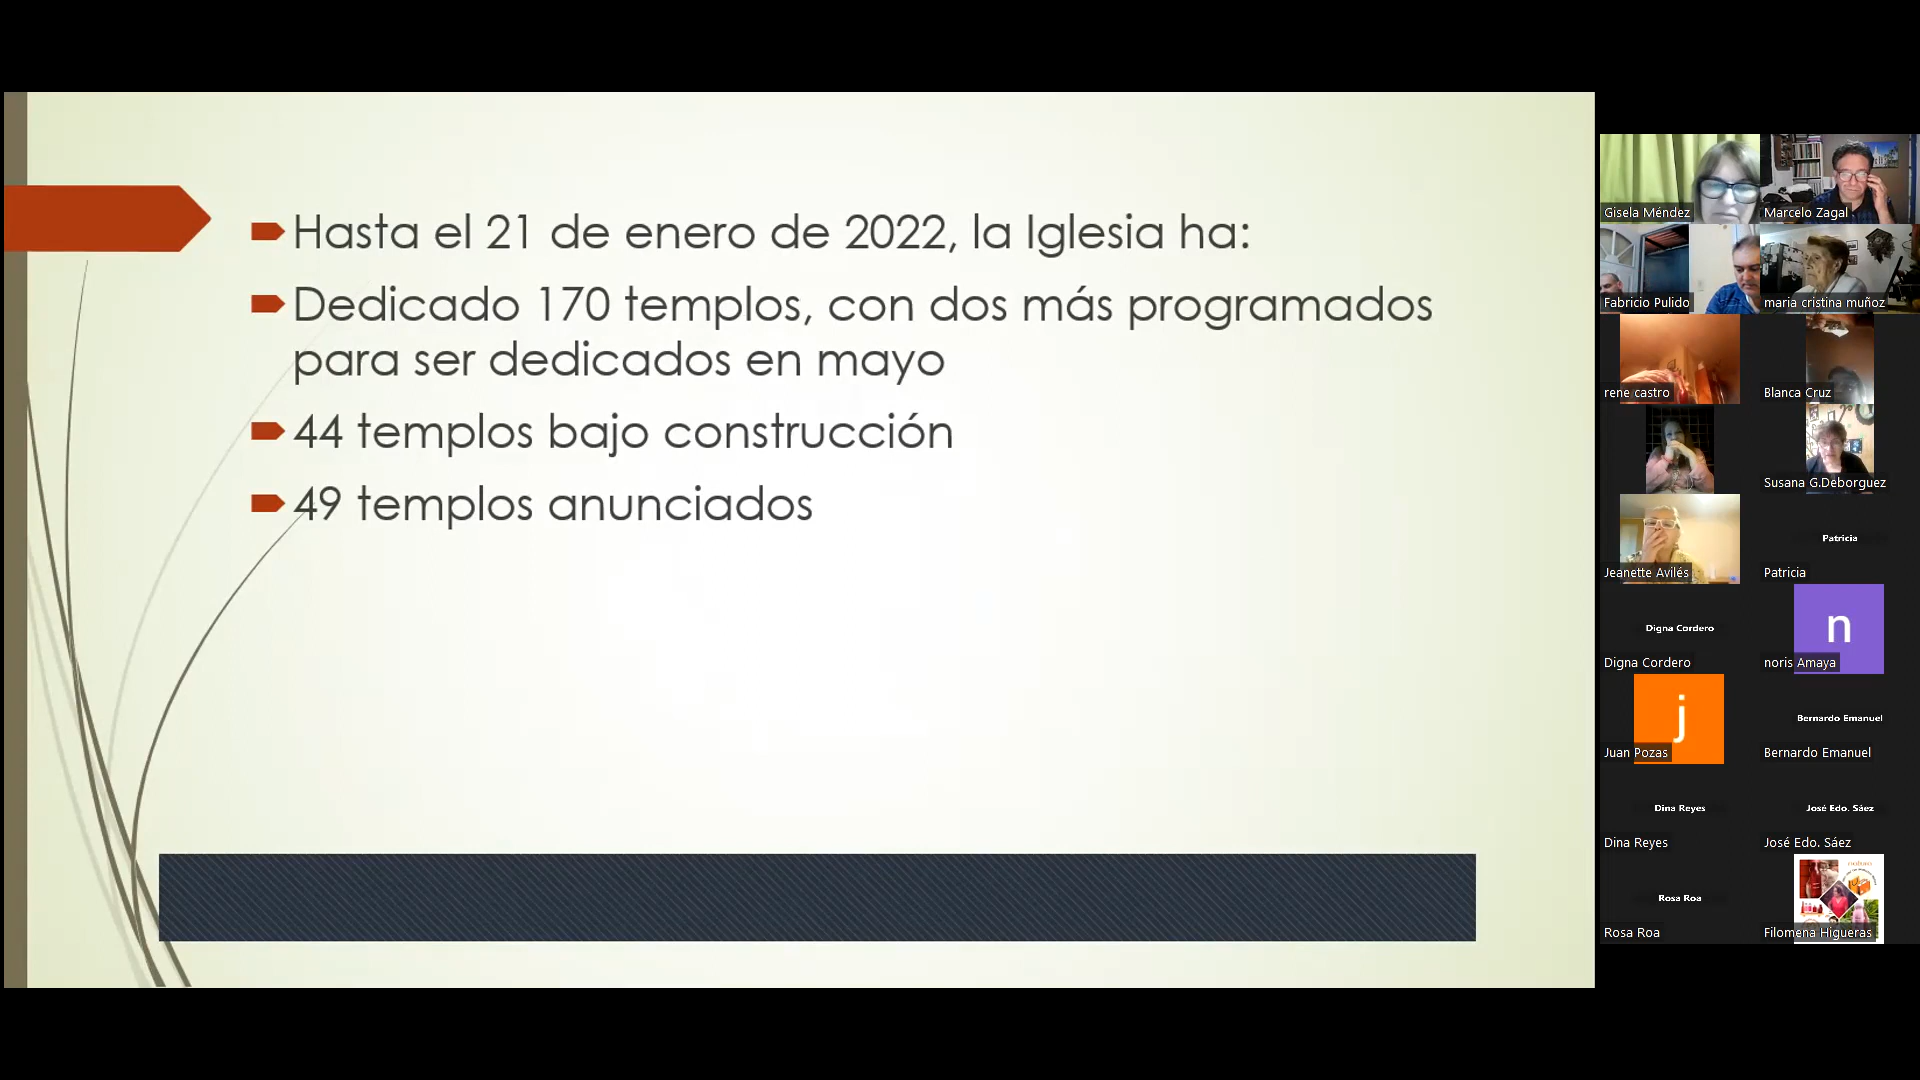 Hasta el 21 de enero de 2022, la Iglesia ha:
Dedicado 170 templos, con dos más programados
para ser dedicados en mayo
44 templos bajo construcción
49 templos anunciados
Gisela Méndez
Marcelo Zagal
Fabricio Pulido
maria cristina muñoz
rene castro
Blanca Cruz
Susana G.Deborguez
Jeanette Avilés
Patricia
Patricia
Digna Cordero
Digna Cordero
n
noris Amaya
j
Juan Pozas
Bernardo Emanuel
Bernardo Emanuel
Dina Reyes
Dina Reyes
José Edo. Sáez
José Edo. Sáez
Rosa Roa
Rosa Roa
Filomena Higueras